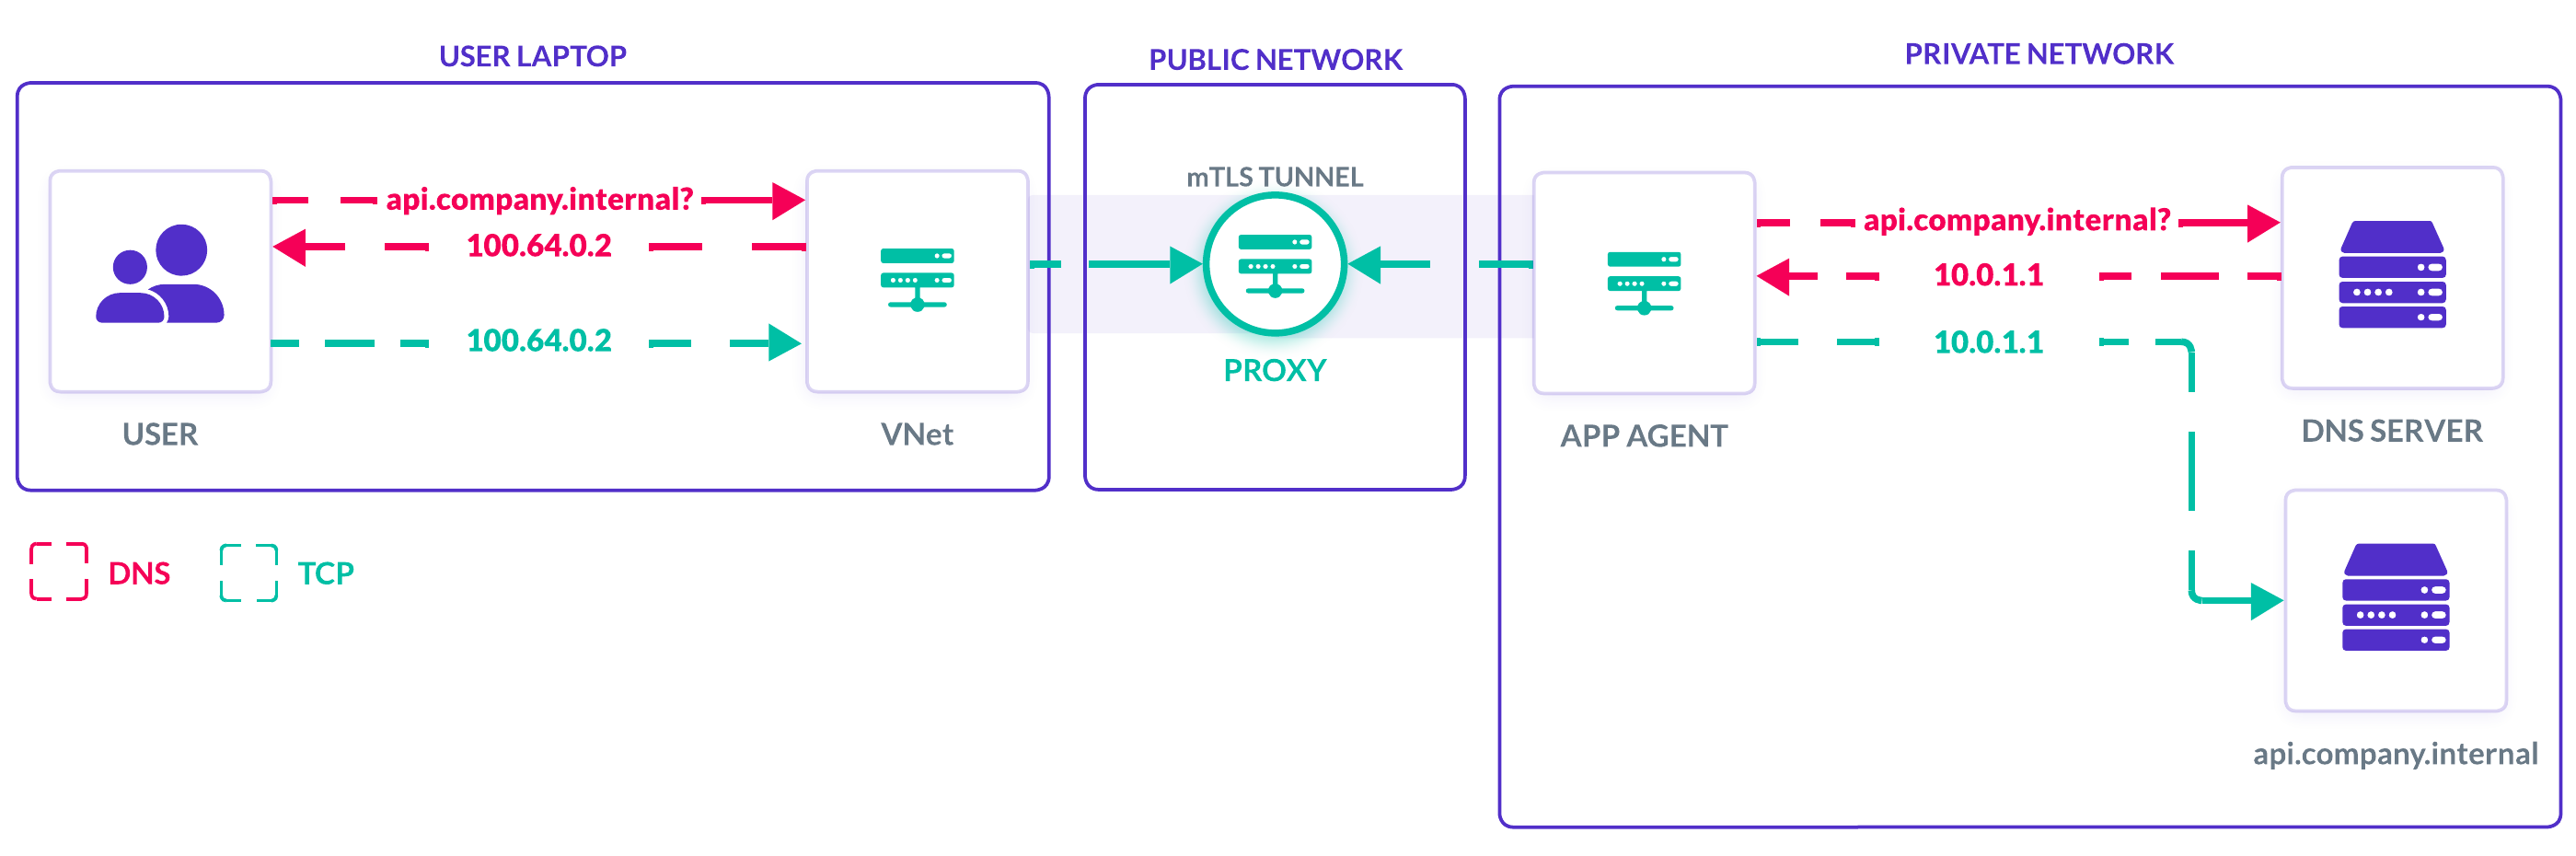 USER LAPTOP
PUBLIC NETWORK
PRIVATE NETWORK
api.company.internal?
100.64.0.2
100.64.0.2
USER
VNet
mTLS TUNNEL
PROXY
api.company.internal?
10.0.1.1
10.0.1.1
APP AGENT
DNS SERVER
api.company.internal
DNS
TCP